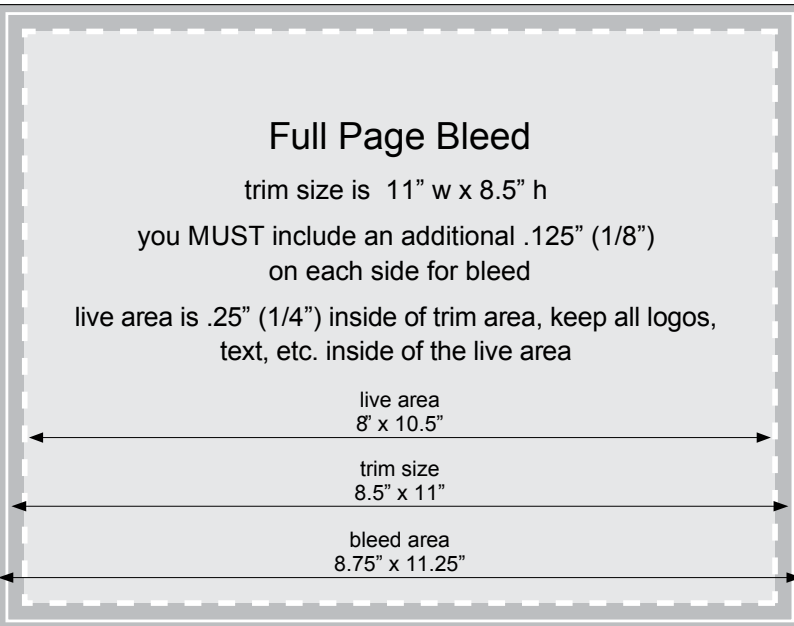 Full Page Bleed
trim size is 11” w x 8.5” h
you MUST include an additional .125” (1/8”)
on each side for bleed
live area is .25” (1/4”) inside of trim area, keep all logos,
text, etc. inside of the live area
live area
8” x 10.5”
trim size
8.5” x 11”
bleed area
8.75” x 11.25”